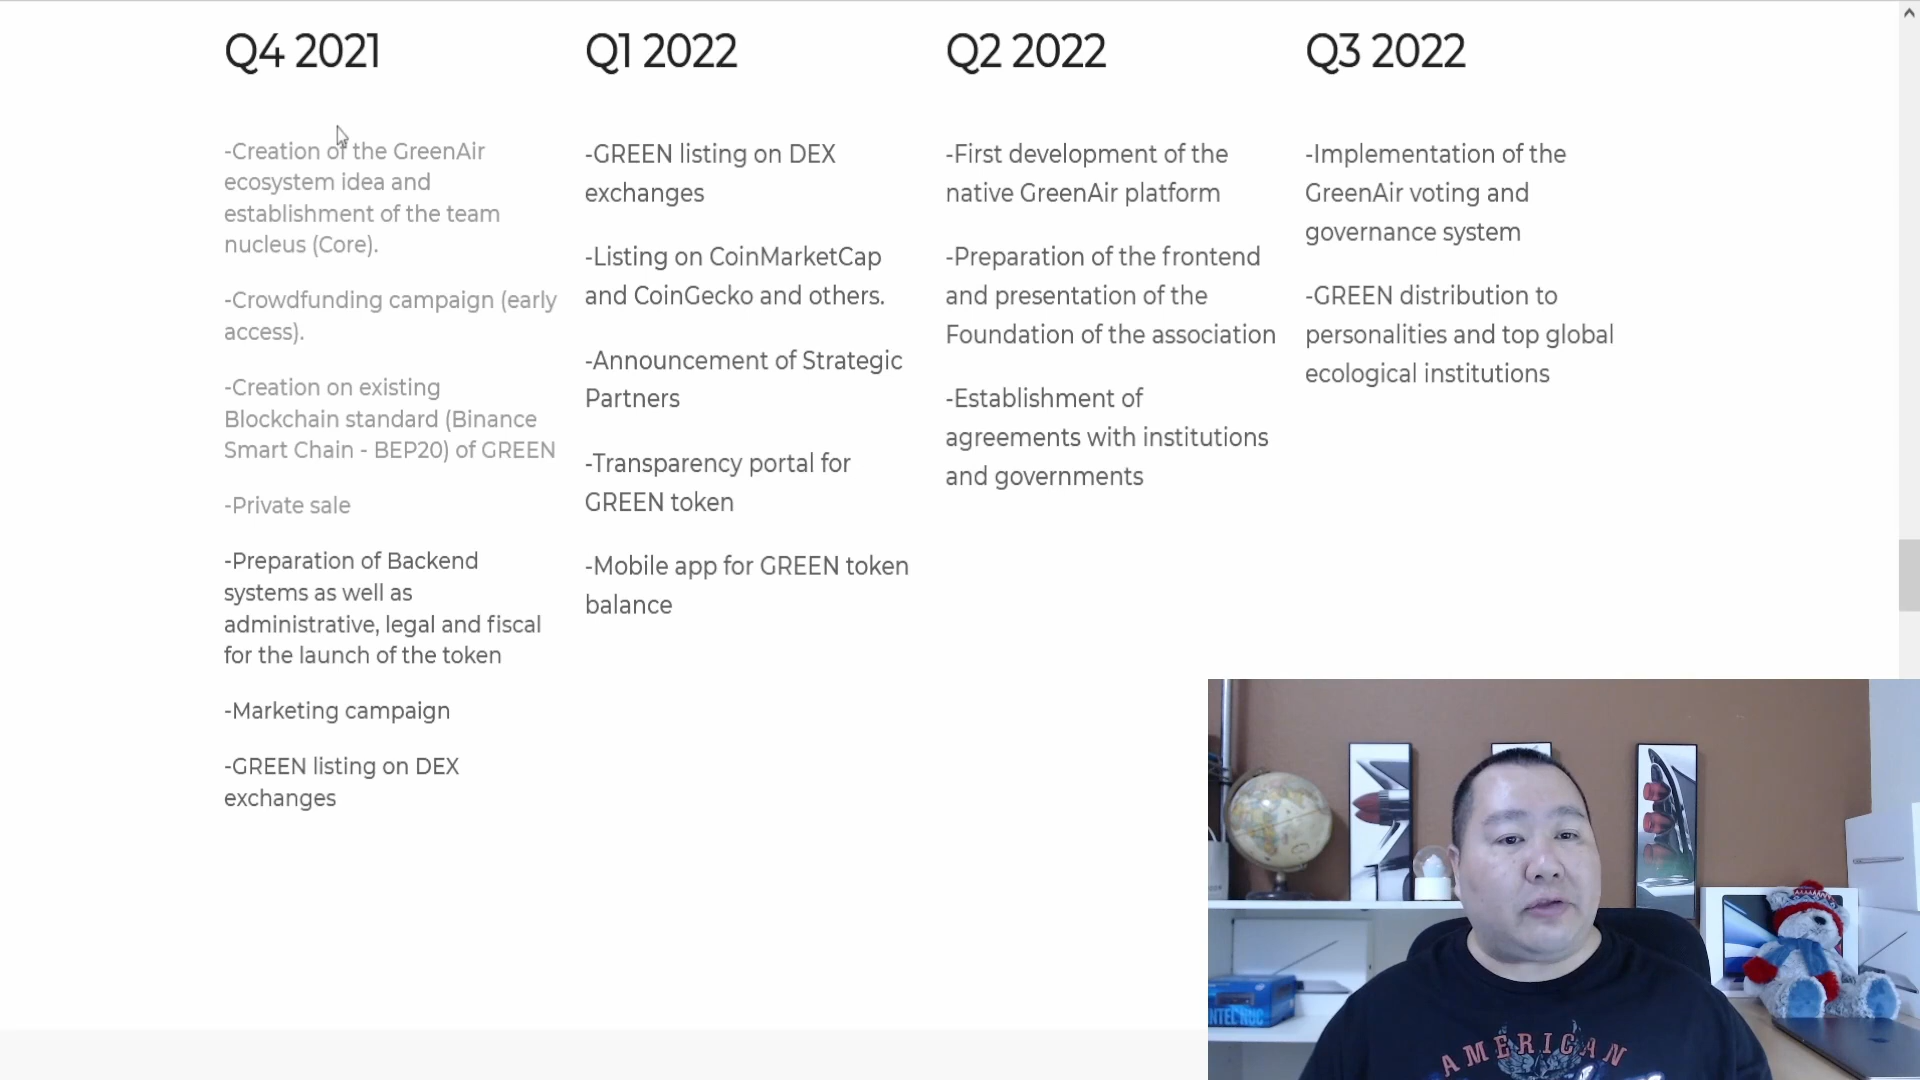 Q4 2021
-Creation of the GreenAir
ecosystem idea and
establishment of the team
nucleus (Core).
-Crowdfunding campaign (early
access).
-Creation on existing
Blockchain standard (Binance
Smart Chain - BEP20) of GREEN
-Private sale
-Preparation of Backend
systems as well as
administrative, legal and fiscal
for the launch of the token
-Marketing campaign
-GREEN listing on DEX
exchanges
Q1 2022
-GREEN listing on DEX
exchanges
-Listing on CoinMarketCap
and CoinGecko and others.
-Announcement of Strategic
Partners
-Transparency portal for
GREEN token
-Mobile app for GREEN token
balance
Q2 2022
-First development of the
native GreenAir platform
-Preparation of the frontend
and presentation of the
Foundation of the association
-Establishment of
agreements with institutions
and governments
Q3 2022
-Implementation of the
GreenAir voting and
governance system
-GREEN distribution to
personalities and top global
ecological institutions
AMERICAN